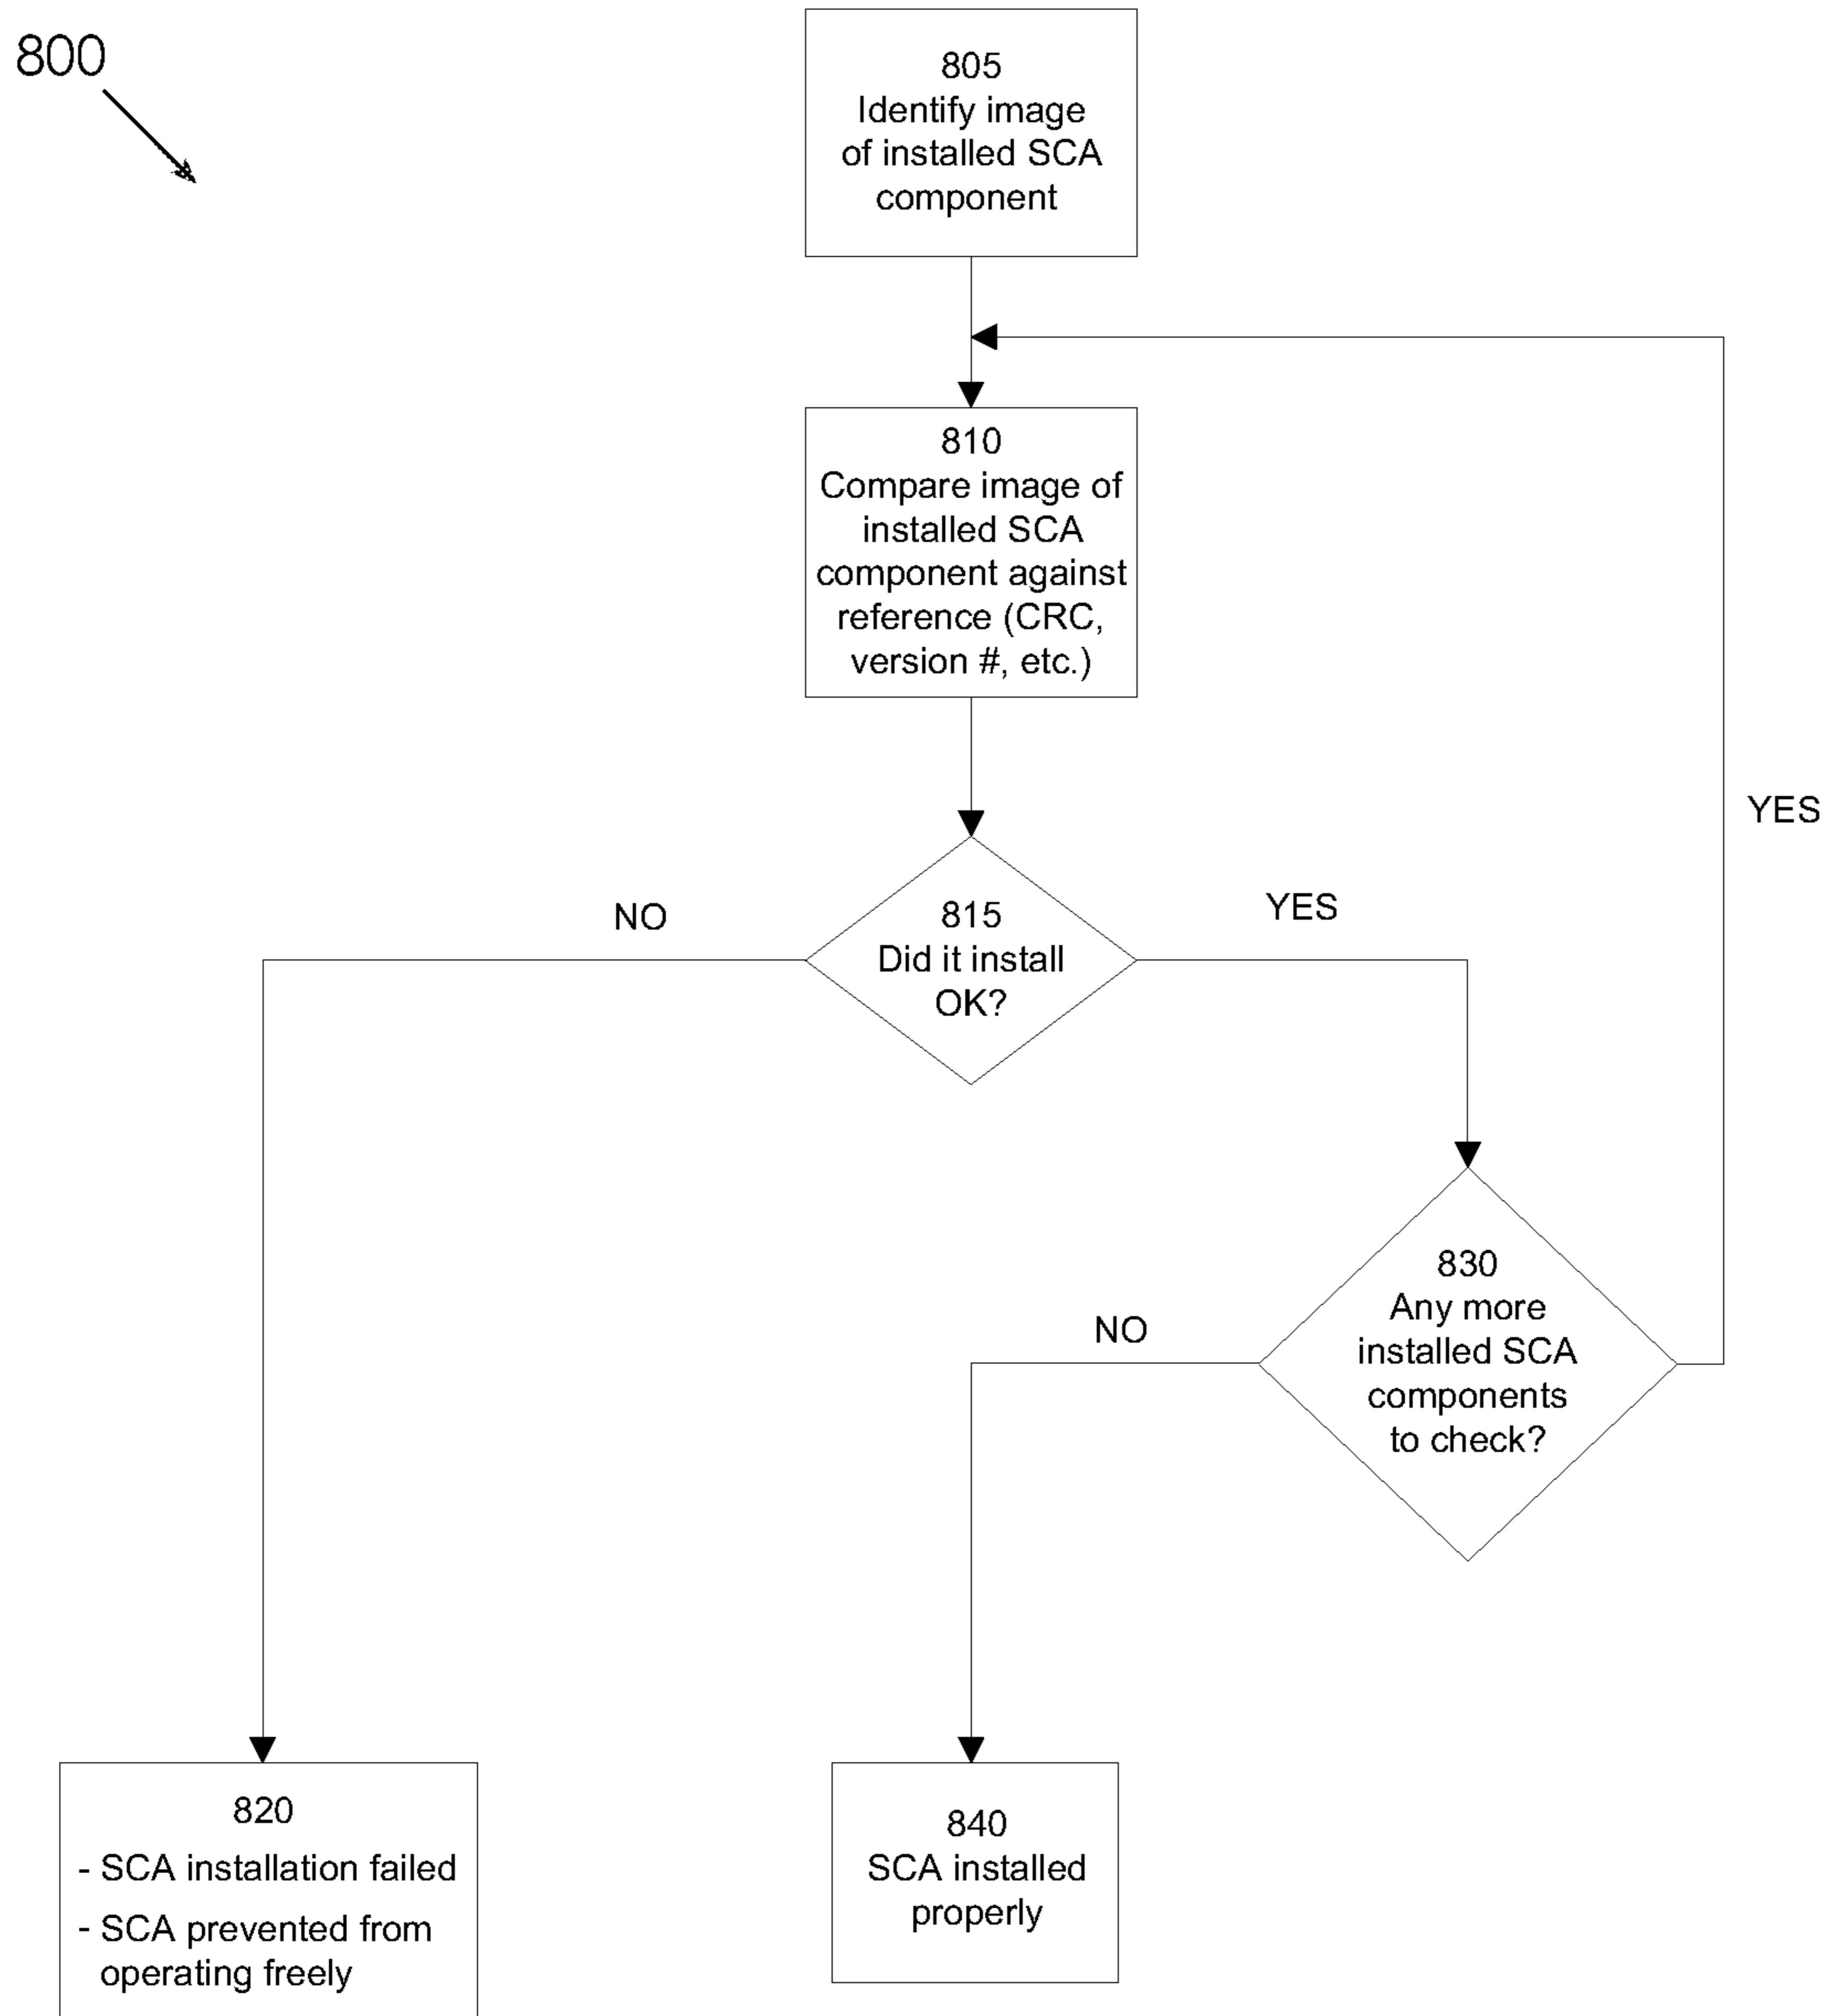 800
805
Identify image
of installed SCA
component
810
Compare image of
installed SCA
component against
reference (CRC,
version #, etc.)
YES
815
Did it install
OK?
NO
YES
830
Any more
installed SCA
components
to check?
NO
820
- SCA installation failed
- SCA prevented from
operating freely
840
SCA installed
properly